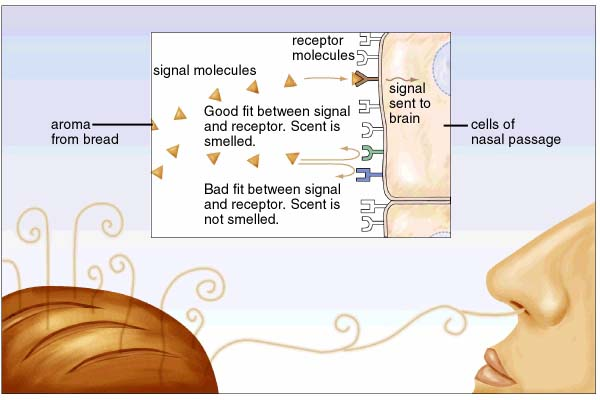 receptor
molecules
signal molecules
signal
sent to
brain
Good fit between signal
and receptor. Scent is
smelled.
aroma
from bread
cells of
nasal passage
Bad fit between signal
and receptor. Scent is
not smelled.